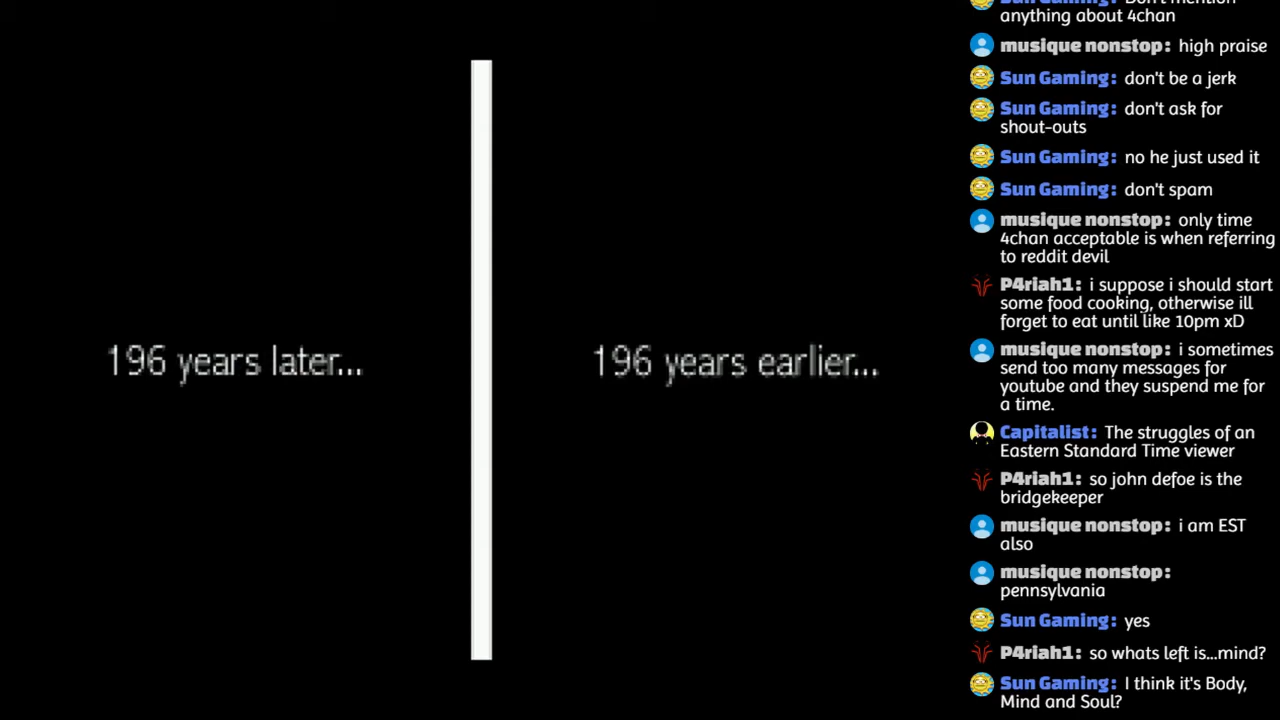 196 years later...
196 years earlier...
Sun Gaming: Don't mention
anything about 4chan
musique nonstop: high praise
Sun Gaming: don't be a jerk
Sun Gaming: don't ask for
shout-outs
Sun Gaming: no he just used it
Sun Gaming: don't spam
musique nonstop: only time
4chan acceptable is when referring
to reddit devil
P4riah1: i suppose i should start
some food cooking, otherwise ill
forget to eat until like 10pm xD
musique nonstop: i sometimes
send too many messages for
youtube and they suspend me for
a time.
Capitalist: The struggles of an
Eastern Standard Time viewer
P4riah1: so john defoe is the
bridgekeeper
musique nonstop: i am EST
also
musique nonstop:
pennsylvania
Sun Gaming: yes
P4riah1: so whats left is...mind?
Sun Gaming: I think it's Body,
Mind and Soul?